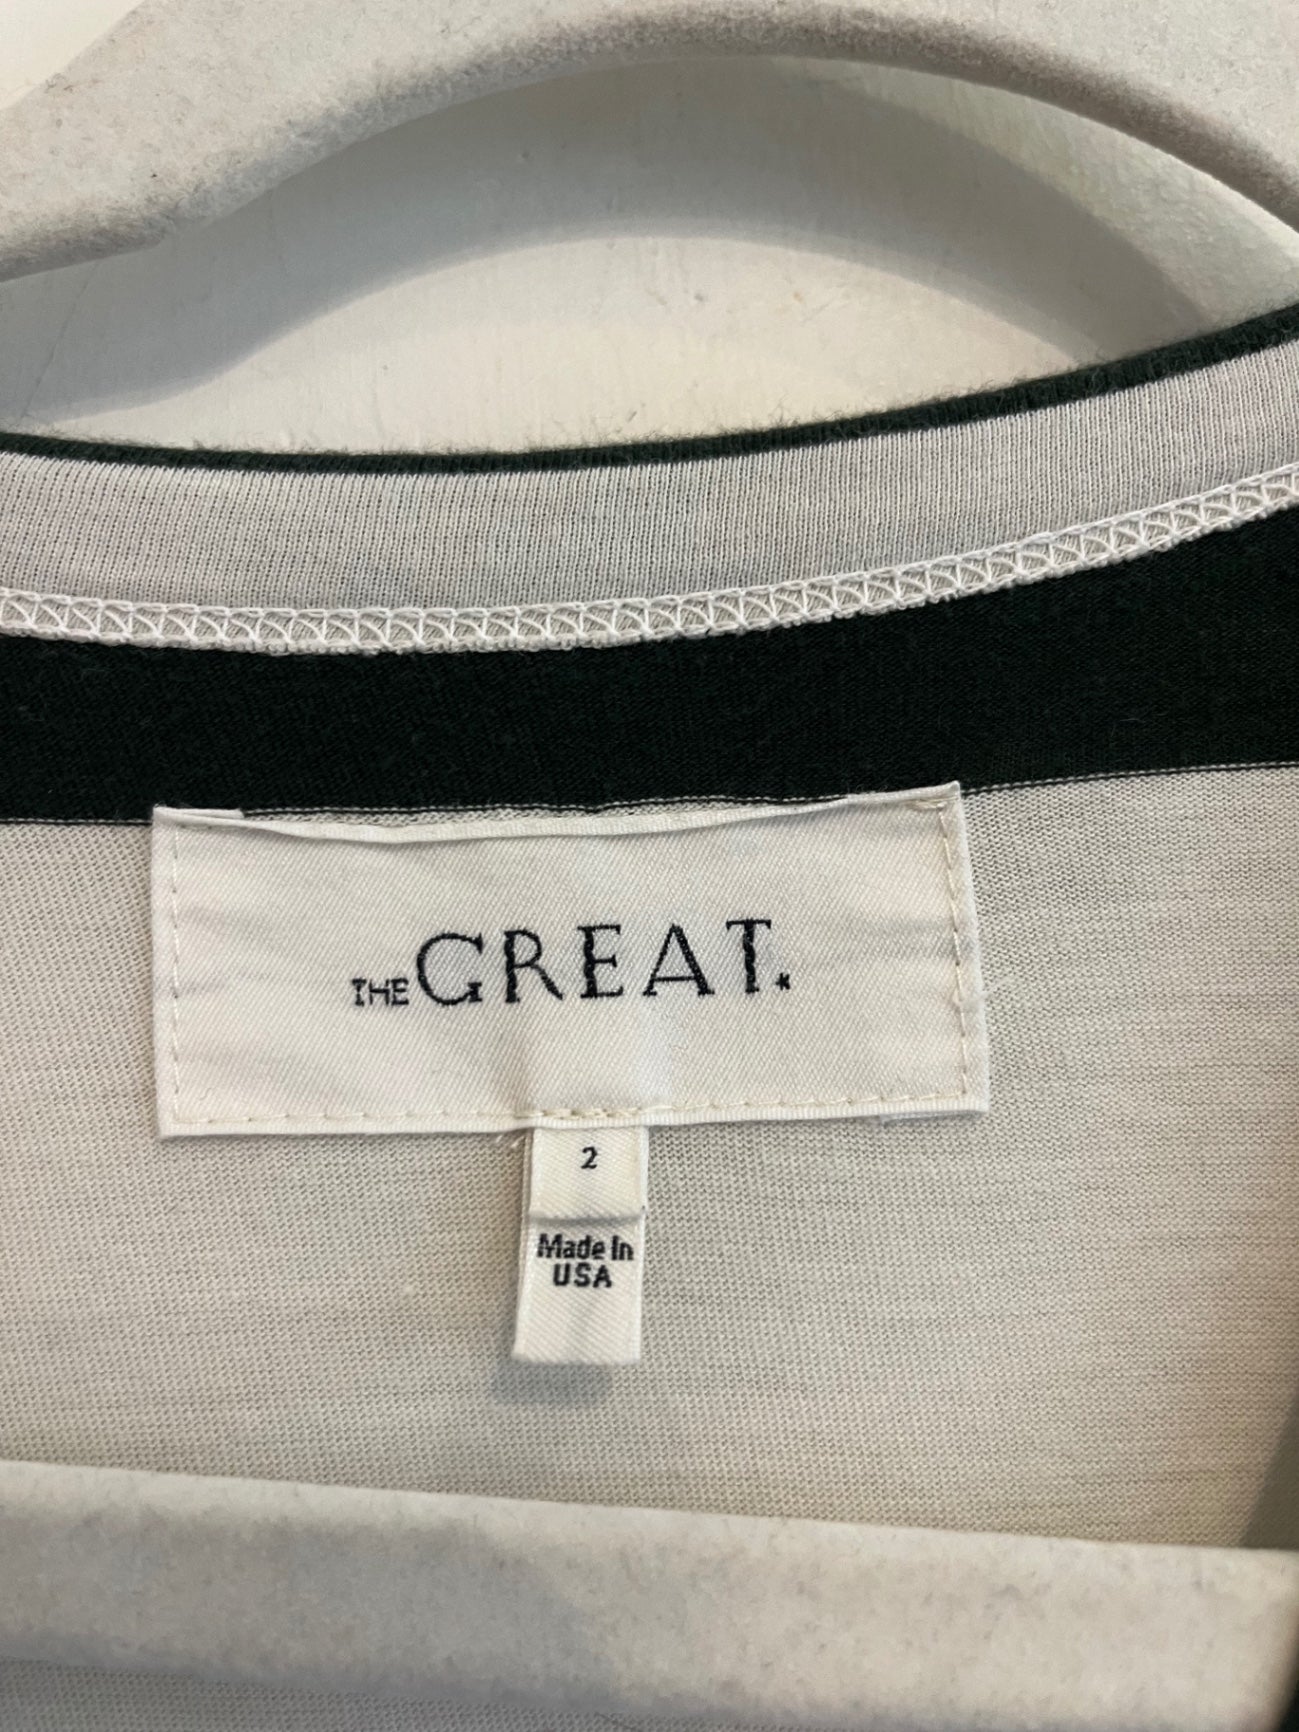 THE GREAT.*
2
Made In
USA